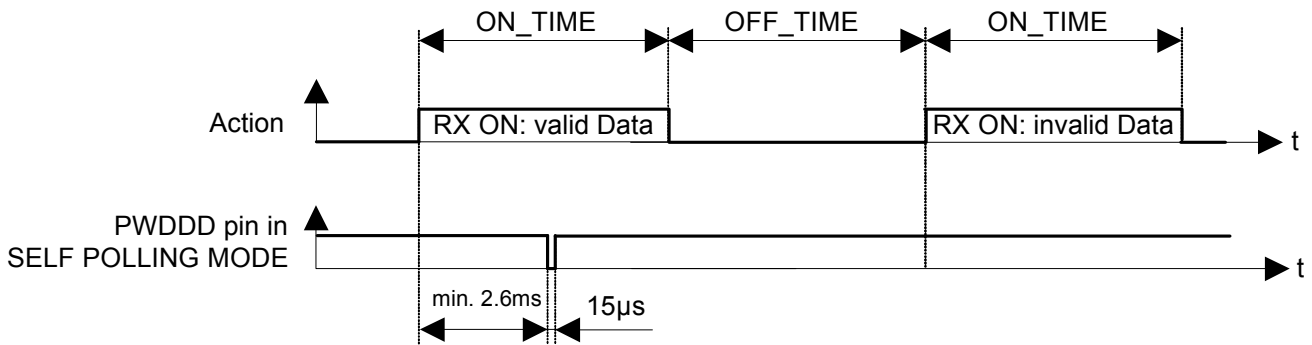 ON_TIME OFF_TIME ON_TIME
Action RX ON: valid Data RX ON: invalid Data t
PWDDD pin in
SELF POLLING MODE t
min. 2.6ms 15µs